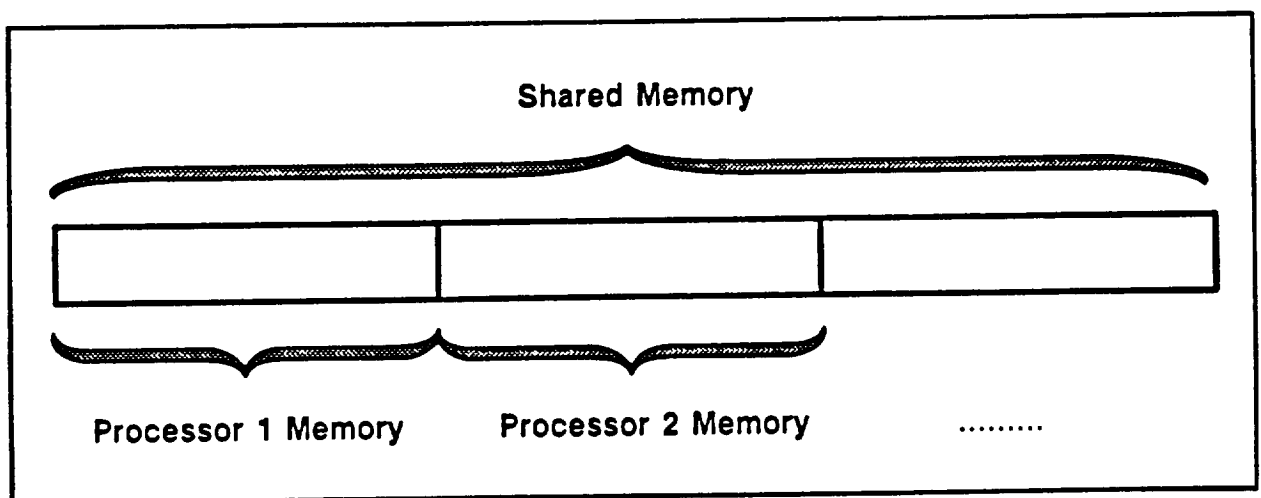 Shared Memory
Processor 1 Memory Processor 2 Memory .........